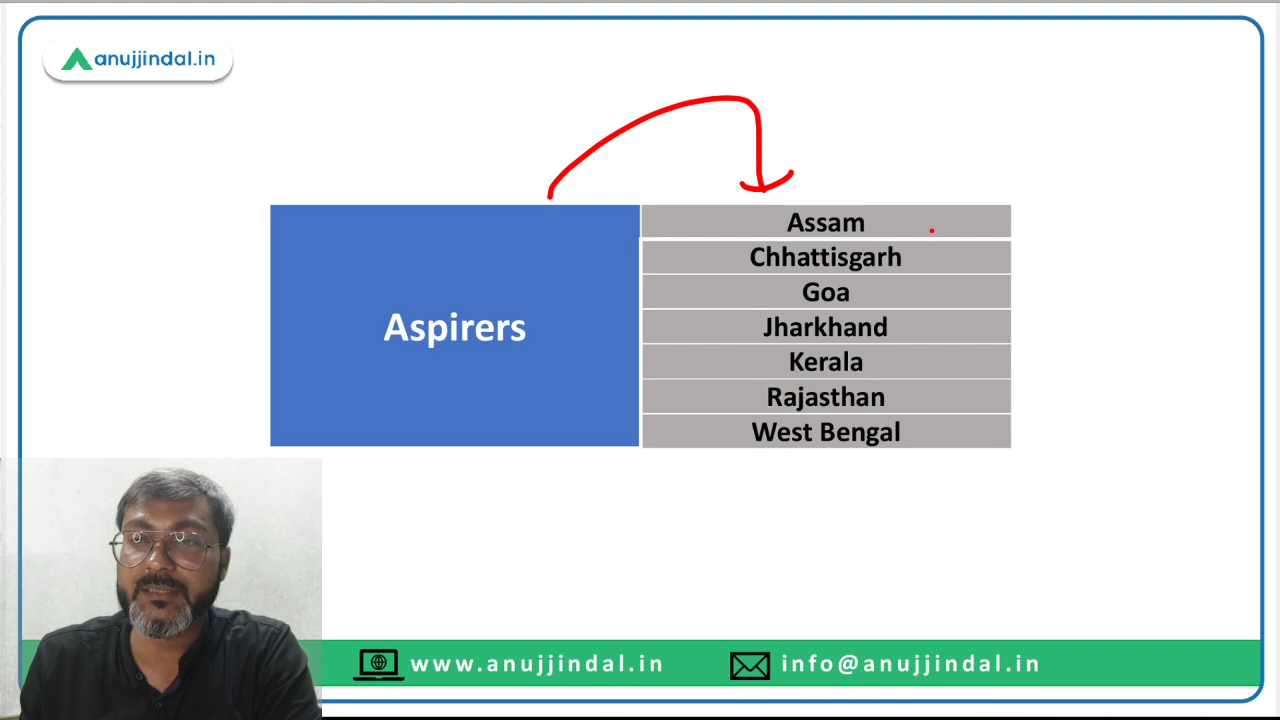 anujjindal.in
Aspirers
Assam
Chhattisgarh
Goa
Jharkhand
Kerala
Rajasthan
West Bengal
www.anujjindal.in
info@anujjindal.in